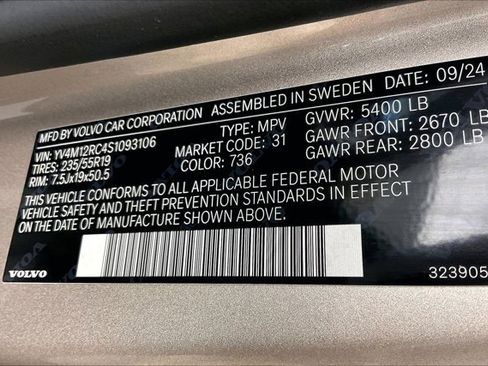 MFD BY VOLVO CAR CORPORATION ASSEMBLED IN SWEDEN DATE: 09/24
VIN: YV4M12RC4S1093106 TYPE: MPV GVWR: 5400 LB
TIRES: 235/55R19 MARKET CODE: 31 GAWR FRONT: 2670 LB
RIM: 7.5Jx19x50.5 COLOR: 736 GAWR REAR: 2800 LB
THIS VEHICLE CONFORMS TO ALL APPLICABLE FEDERAL MOTOR
VEHICLE SAFETY AND THEFT PREVENTION STANDARDS IN EFFECT
ON THE DATE OF MANUFACTURE SHOWN ABOVE.
VOLVO 323905